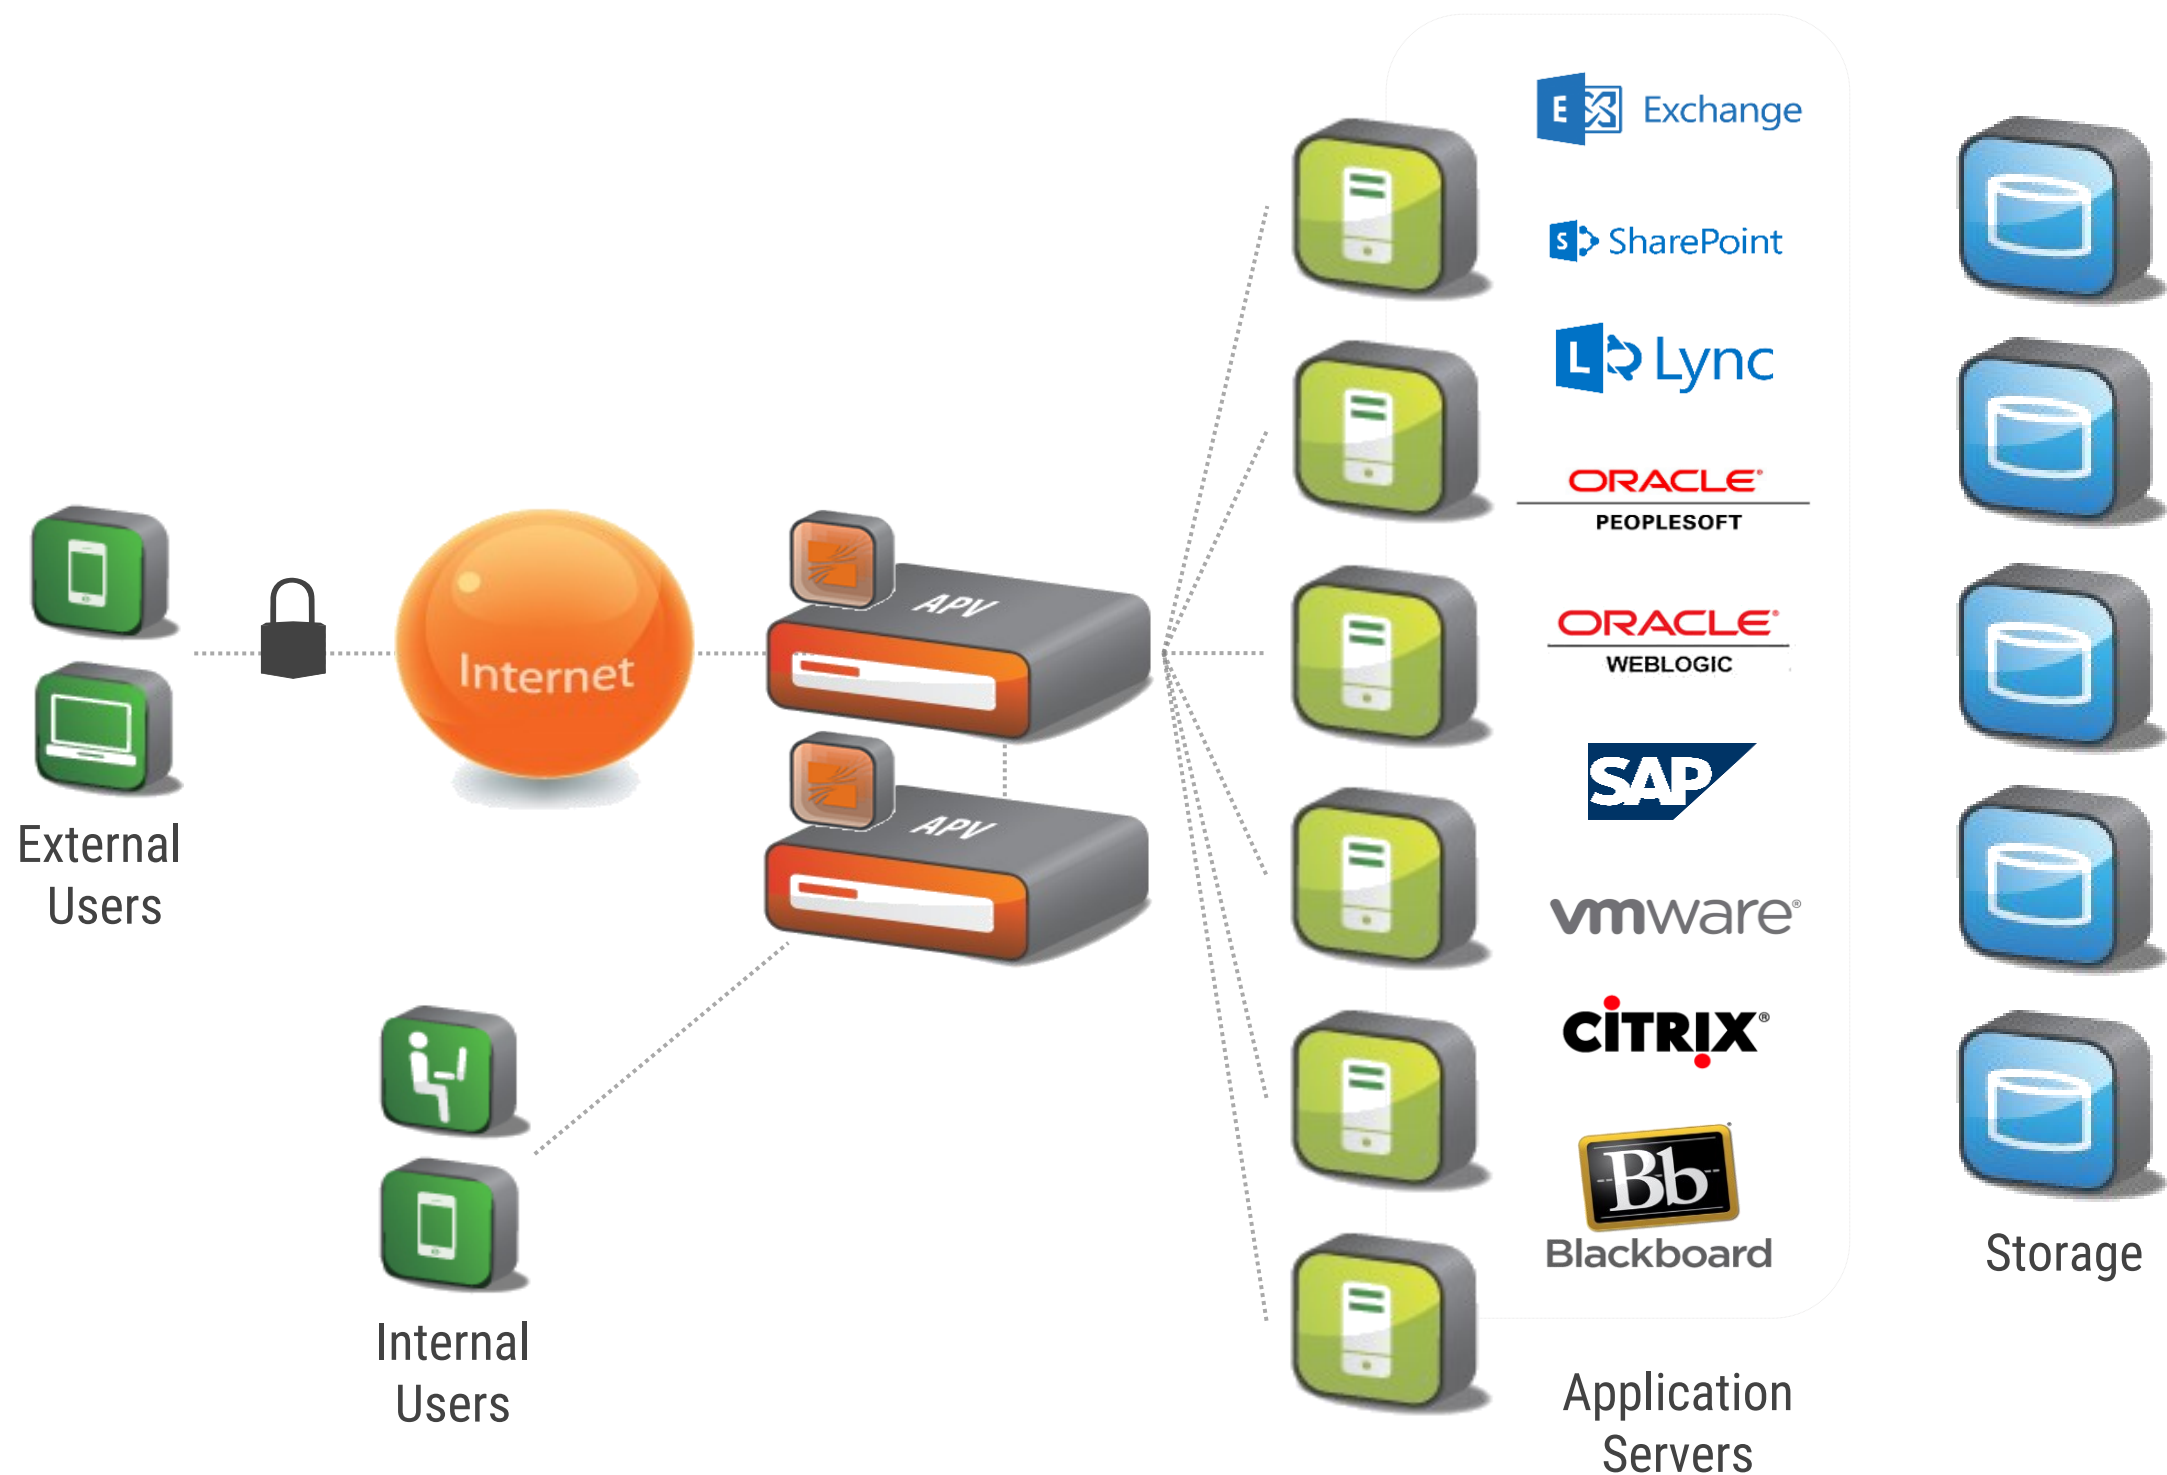 E Exchange
S SharePoint
L Lync
ORACLE®
PEOPLESOFT
ORACLE®
WEBLOGIC
SAP
vmware®
CITRIX®
Bb
Blackboard
Internet
APV
APV
External
Users
Internal
Users
Application
Servers
Storage